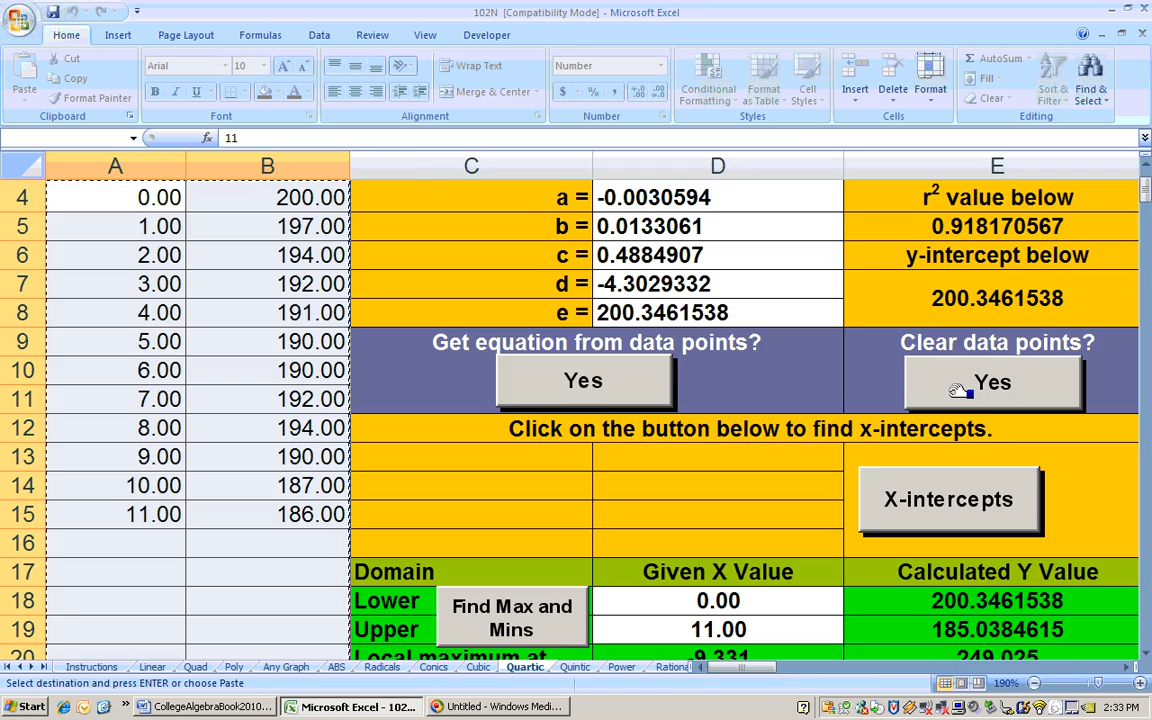 102N [Compatibility Mode] - Microsoft Excel
Home Insert Page Layout Formulas Data Review View Developer
Paste Cut Copy Format Painter
Arial 10
B I U A
Wrap Text
Merge & Center
Number
$ % ,
Conditional Formatting Format as Table Cell Styles
Insert Delete Format
AutoSum Fill Clear
Sort & Filter Find & Select
Clipboard Font Alignment Number Styles Cells Editing
fx 11
A B C D E
4 0.00 200.00 a = -0.0030594 r2 value below
5 1.00 197.00 b = 0.0133061 0.918170567
6 2.00 194.00 c = 0.4884907 y-intercept below
7 3.00 192.00 d = -4.3029332
200.3461538
8 4.00 191.00 e = 200.3461538
9 5.00 190.00 Get equation from data points? Clear data points?
10 6.00 190.00 Yes Yes
11 7.00 192.00
12 8.00 194.00 Click on the button below to find x-intercepts.
13 9.00 190.00
14 10.00 187.00 X-intercepts
15 11.00 186.00
16
17 Domain Given X Value Calculated Y Value
18 Lower Find Max and Mins 0.00 200.3461538
19 Upper 11.00 185.0384615
20 Local maximum at -9.331 249.025
Instructions Linear Quad Poly Any Graph ABS Radicals Conics Cubic Quartic Quintic Power Rationa
Select destination and press ENTER or choose Paste 190%
Start CollegeAlgebraBook2010... Microsoft Excel - 102... Untitled - Windows Medi... 2:33 PM